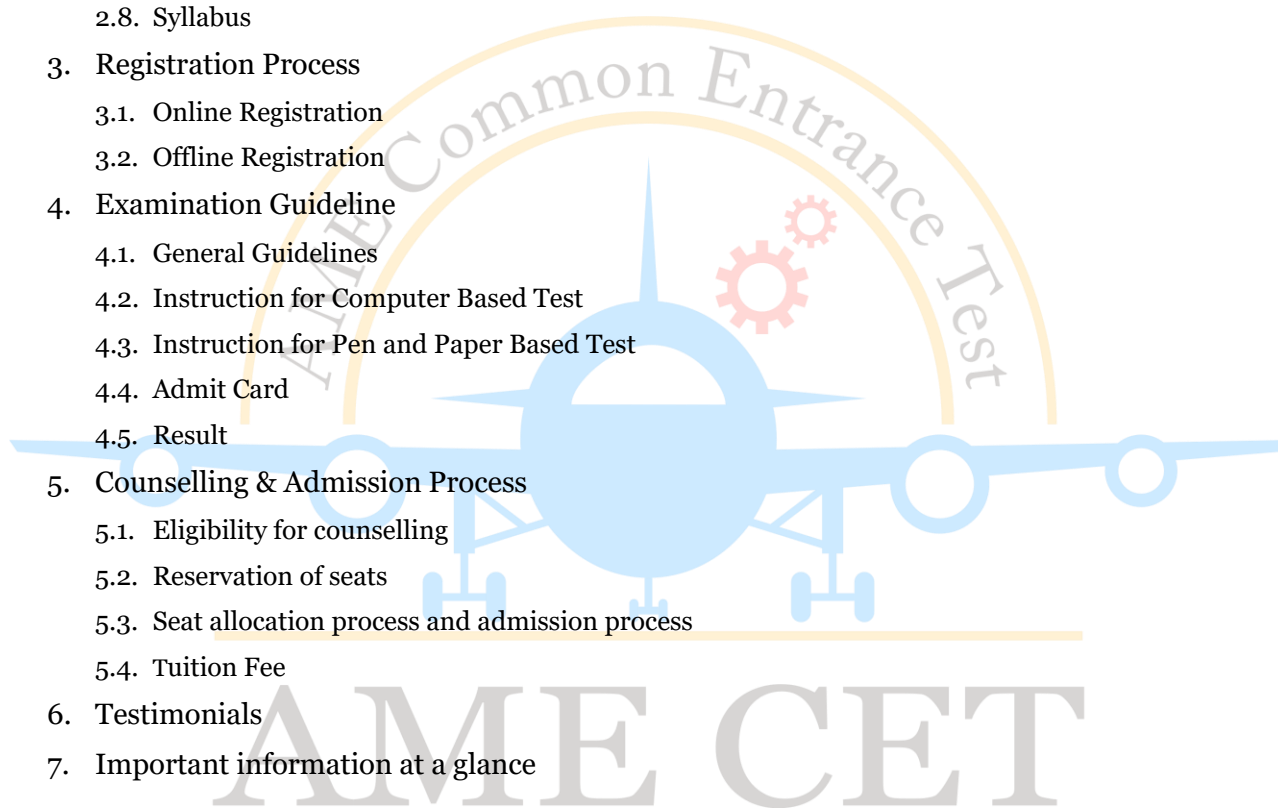 2.8. Syllabus
3. Registration Process
3.1. Online Registration
3.2. Offline Registration
4. Examination Guideline
4.1. General Guidelines
4.2. Instruction for Computer Based Test
4.3. Instruction for Pen and Paper Based Test
4.4. Admit Card
4.5. Result
5. Counselling & Admission Process
5.1. Eligibility for counselling
5.2. Reservation of seats
5.3. Seat allocation process and admission process
5.4. Tuition Fee
6. Testimonials
7. Important information at a glance
AME Common Entrance Test
AME CET